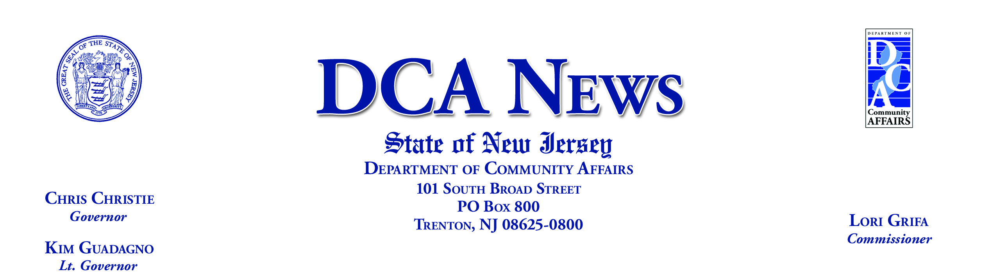 THE GREAT SEAL OF THE STATE OF NEW JERSEY
LIBERTY AND PROSPERITY
1776
DCA NEWS
State of New Jersey
DEPARTMENT OF COMMUNITY AFFAIRS
101 SOUTH BROAD STREET
PO BOX 800
TRENTON, NJ 08625-0800
DEPARTMENT OF
DCA
Community
AFFAIRS
CHRIS CHRISTIE
Governor
KIM GUADAGNO
Lt. Governor
LORI GRIFA
Commissioner